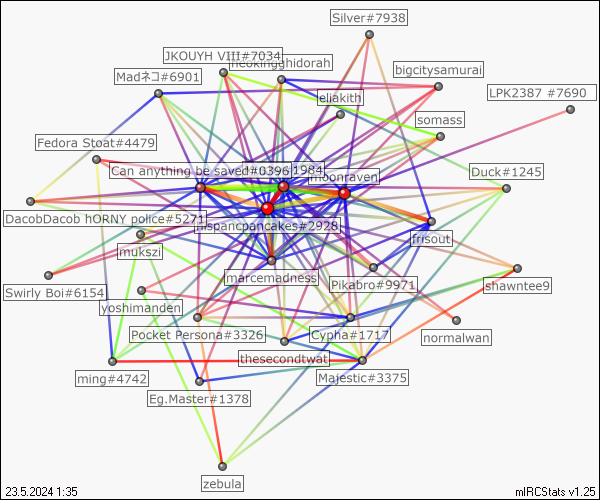 Silver#7938
JKOUYH VIII#7034
neokingghidorah
bigcitysamurai
Madネコ#6901
LPK2387 #7690
eliakith
somass
Fedora Stoat#4479
Can anything be saved#0396
1984
moonraven
Duck#1245
DacobDacob hORNY police#5271
nispancpancakes#2928
frisout
mukszi
marcemadness
Pikabro#9971
shawntee9
Swirly Boi#6154
yoshimanden
Pocket Persona#3326
Cypha#1717
normalwan
thesecondtwat
ming#4742
Majestic#3375
Eg.Master#1378
zebula
23.5.2024 1:35
mIRCStats v1.25